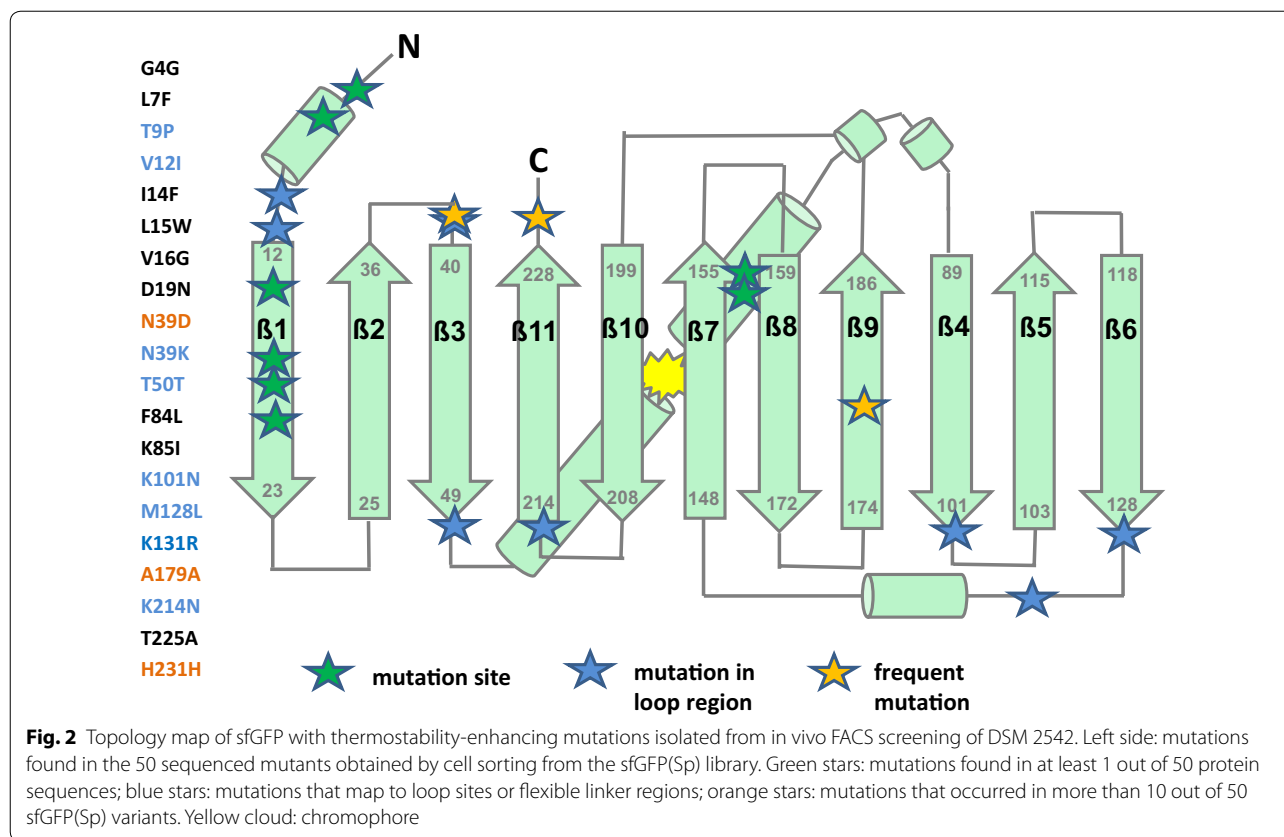 N
G4G
L7F
T9P
V12I
I14F
L15W
V16G
D19N
N39D
N39K
T50T
F84L
K85I
K101N
M128L
K131R
A179A
K214N
T225A
H231H
C
12 36 40 228 199 155 159 186 89 115 118
ß1 ß2 ß3 ß11 ß10 ß7 ß8 ß9 ß4 ß5 ß6
23 25 49 214 208 148 172 174 101 103 128
mutation site
mutation in
loop region
frequent
mutation
Fig. 2 Topology map of sfGFP with thermostability-enhancing mutations isolated from in vivo FACS screening of DSM 2542. Left side: mutations
found in the 50 sequenced mutants obtained by cell sorting from the sfGFP(Sp) library. Green stars: mutations found in at least 1 out of 50 protein
sequences; blue stars: mutations that map to loop sites or flexible linker regions; orange stars: mutations that occurred in more than 10 out of 50
sfGFP(Sp) variants. Yellow cloud: chromophore